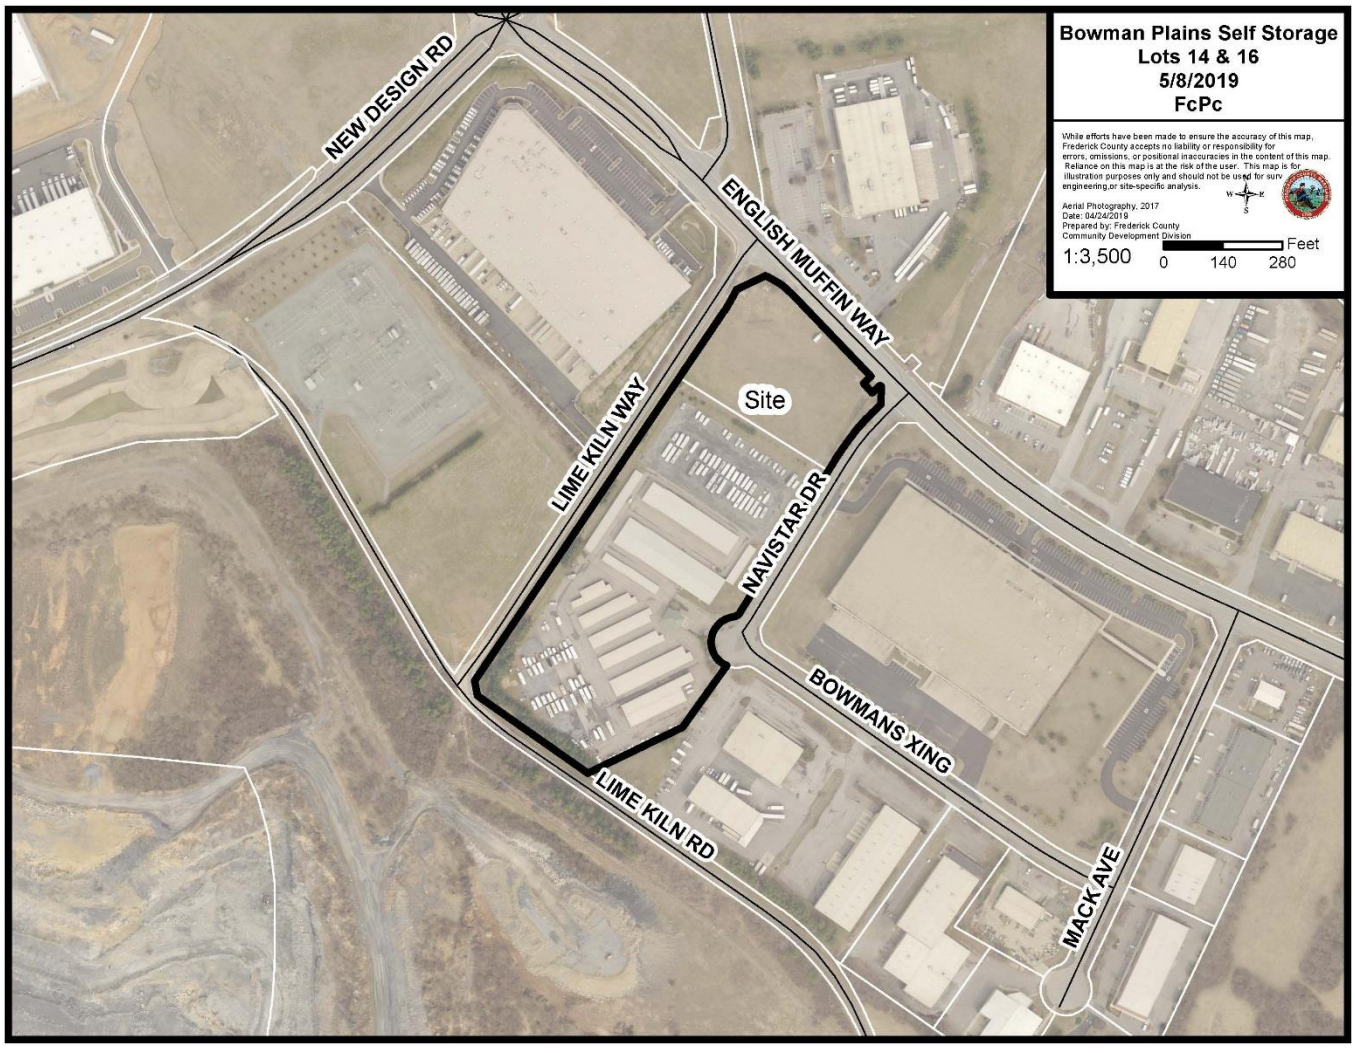 Bowman Plains Self Storage
Lots 14 & 16
5/8/2019
FcPc
While efforts have been made to ensure the accuracy of this map,
Frederick County accepts no liability or responsibility for
errors, omissions, or positional inaccuracies in the content of this map.
Reliance on this map is at the risk of the user. This map is for
illustration purposes only and should not be used for surv
engineering,or site-specific analysis.
N
W E
S
Aerial Photography, 2017
Date: 04/24/2019
Prepared by: Frederick County
Community Development Division
1:3,500
Feet
0 140 280
NEW DESIGN RD
ENGLISH MUFFIN WAY
LIME KILN WAY
Site
NAVISTAR DR
BOWMANS XING
LIME KILN RD
MACK AVE